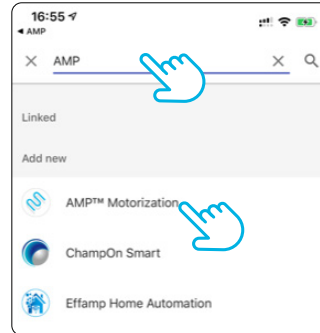 16:55
◀ AMP
× AMP ×
Linked
Add new
AMP™ Motorization
ChampOn Smart
Effamp Home Automation